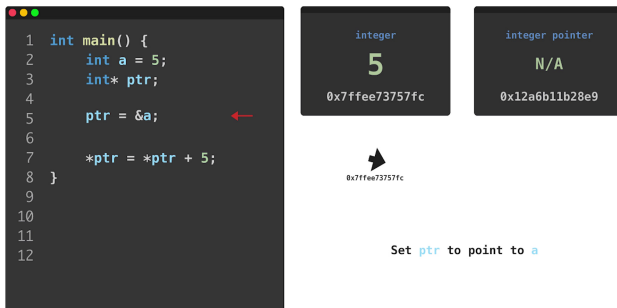 1 int main() {
2 int a = 5;
3 int* ptr;
4
5 ptr = &a;
6
7 *ptr = *ptr + 5;
8 }
9
10
11
12
integer
5
0x7ffee73757fc
integer pointer
N/A
0x12a6b11b28e9
0x7ffee73757fc
Set ptr to point to a